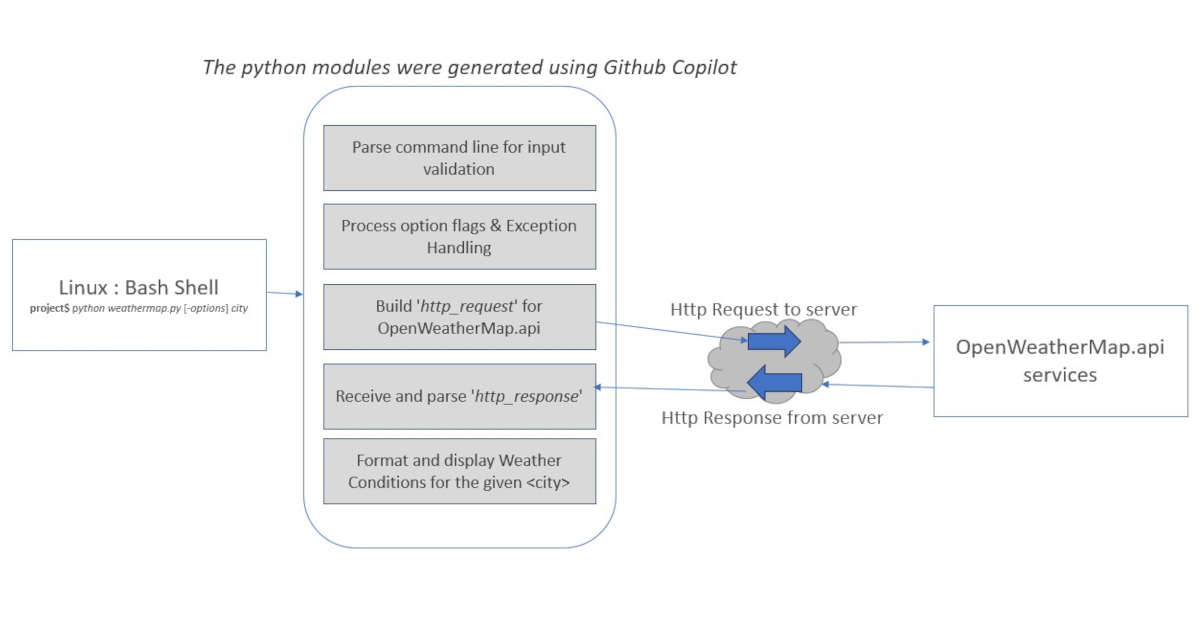 The python modules were generated using Github Copilot
Parse command line for input
validation
Process option flags & Exception
Handling
Linux : Bash Shell
project$ python weathermap.py [-options] city
Build 'http_request' for
OpenWeatherMap.api
Http Request to server
OpenWeatherMap.api
services
Receive and parse 'http_response'
Http Response from server
Format and display Weather
Conditions for the given <city>